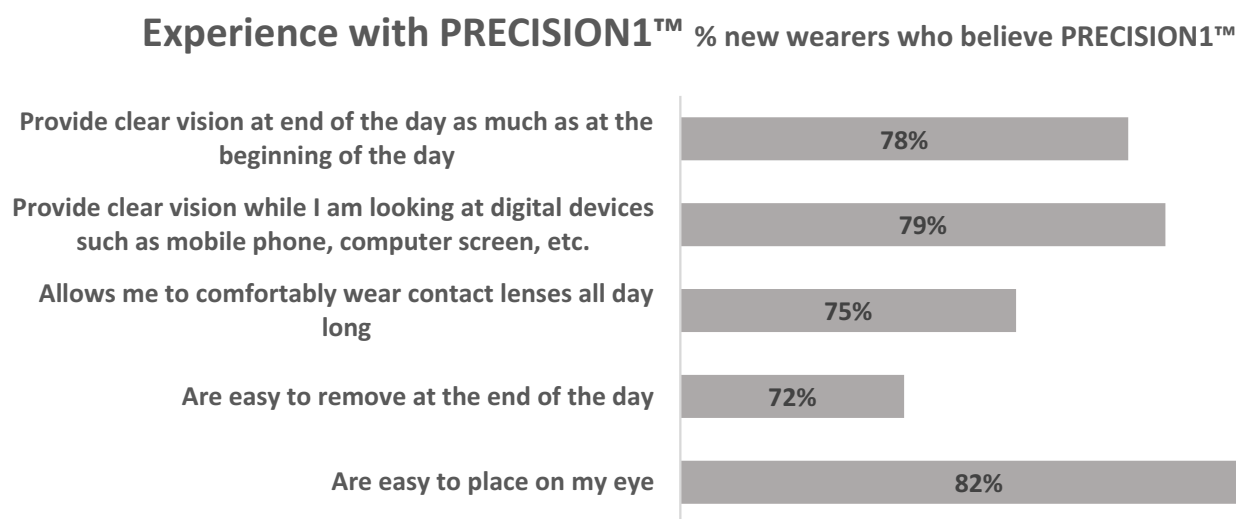 Experience with PRECISION1™ % new wearers who believe PRECISION1™
Provide clear vision at end of the day as much as at the
beginning of the day
78%
Provide clear vision while I am looking at digital devices
such as mobile phone, computer screen, etc.
79%
Allows me to comfortably wear contact lenses all day
long
75%
Are easy to remove at the end of the day
72%
Are easy to place on my eye
82%